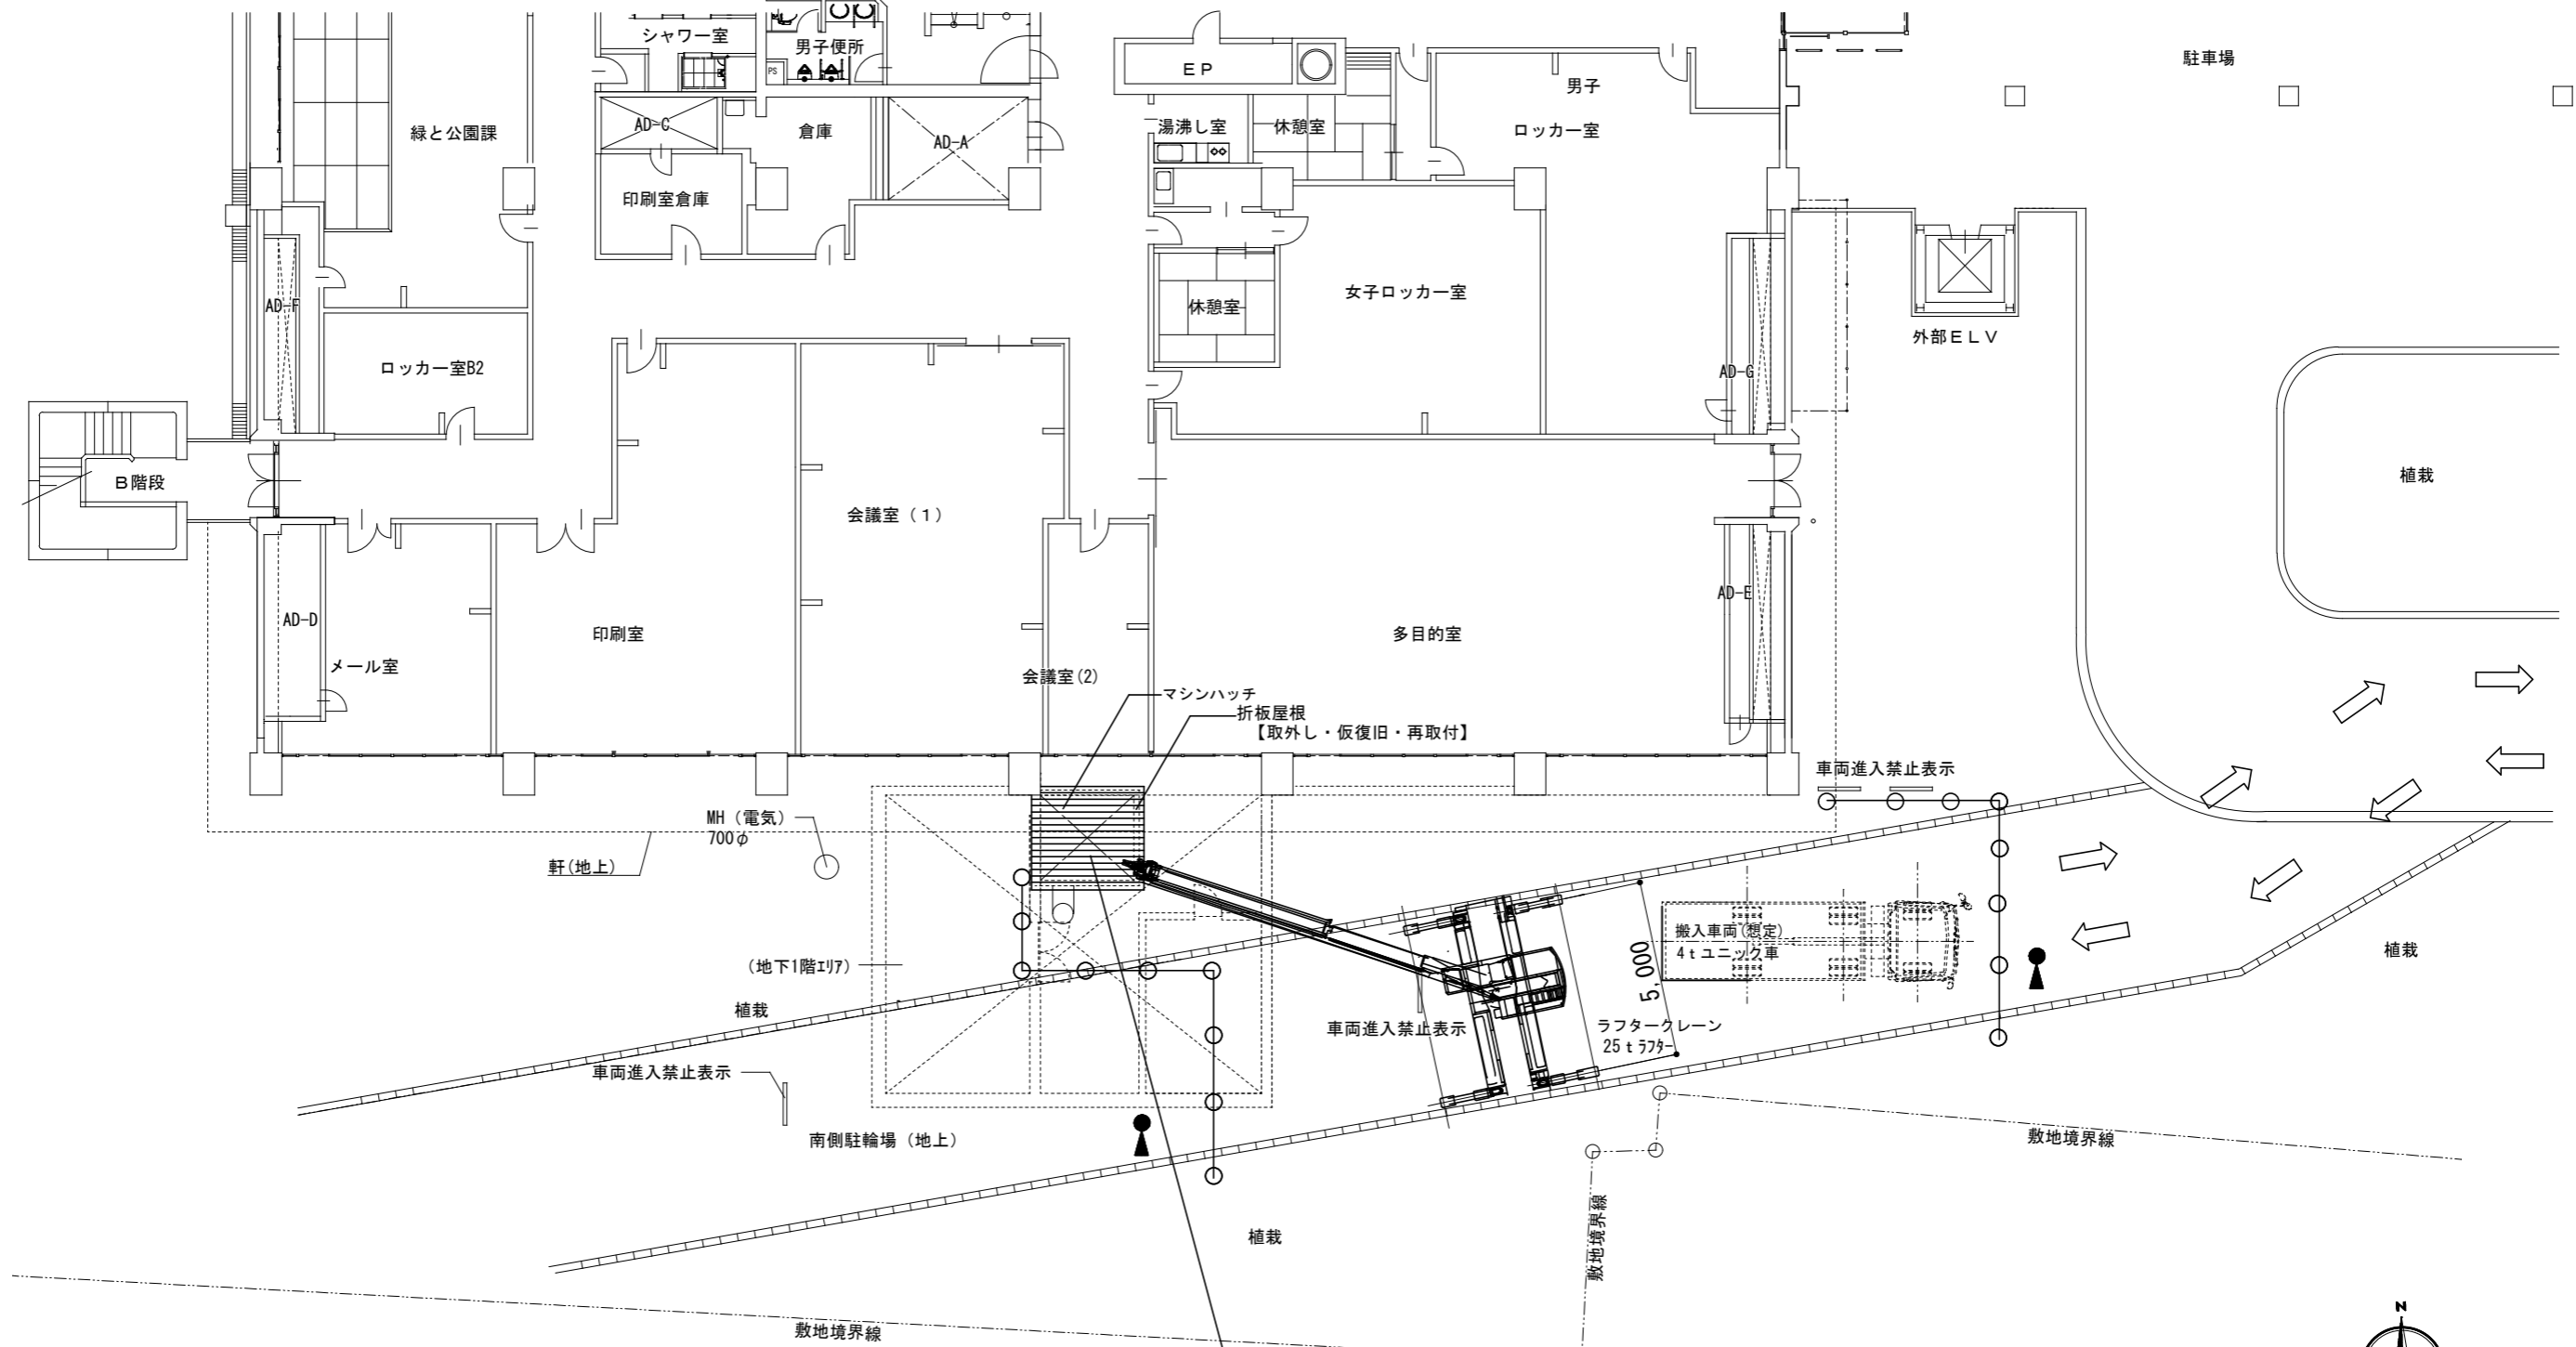 シャワー室
男子便所
PS
ＥＰ
駐車場
男子
ロッカー室
緑と公園課
AD-C
倉庫
AD-A
湯沸し室
休憩室
印刷室倉庫
AD-F
休憩室
女子ロッカー室
外部ＥＬＶ
ロッカー室B2
AD-G
Ｂ階段
会議室（１）
植栽
AD-D
印刷室
多目的室
AD-E
メール室
会議室(2)
マシンハッチ
折板屋根
【取外し・仮復旧・再取付】
車両進入禁止表示
MH（電気）
700φ
軒(地上)
搬入車両(想定)
4ｔユニック車
5,000
(地下1階ｴﾘｱ)
植栽
植栽
車両進入禁止表示
ラフタークレーン
25ｔﾗﾌﾀｰ
車両進入禁止表示
南側駐輪場（地上）
敷地境界線
敷地境界線
植栽
敷地境界線
N